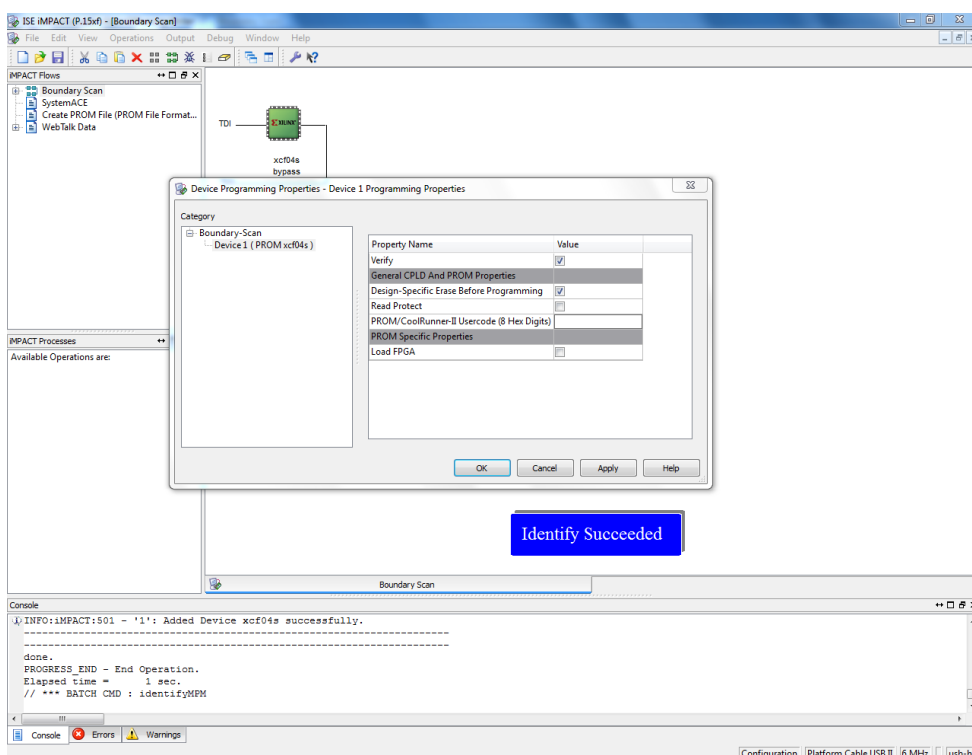 ISE iMPACT (P.15xf) - [Boundary Scan]
File Edit View Operations Output Debug Window Help
iMPACT Flows
Boundary Scan
SystemACE
Create PROM File (PROM File Format...
WebTalk Data
TDI
XILINX
xcf04s
bypass
Device Programming Properties - Device 1 Programming Properties
Category
Boundary-Scan
Device 1 ( PROM xcf04s )
Property Name Value
Verify
General CPLD And PROM Properties
Design-Specific Erase Before Programming
Read Protect
PROM/CoolRunner-II Usercode (8 Hex Digits)
PROM Specific Properties
Load FPGA
OK Cancel Apply Help
iMPACT Processes
Available Operations are:
Identify Succeeded
Boundary Scan
Console
INFO:iMPACT:501 - '1': Added Device xcf04s successfully.
----------------------------------------------------------------------
----------------------------------------------------------------------
done.
PROGRESS_END - End Operation.
Elapsed time = 1 sec.
// *** BATCH CMD : identifyMPM
Console Errors Warnings
Configuration Platform Cable USB II 6 MHz usb-h